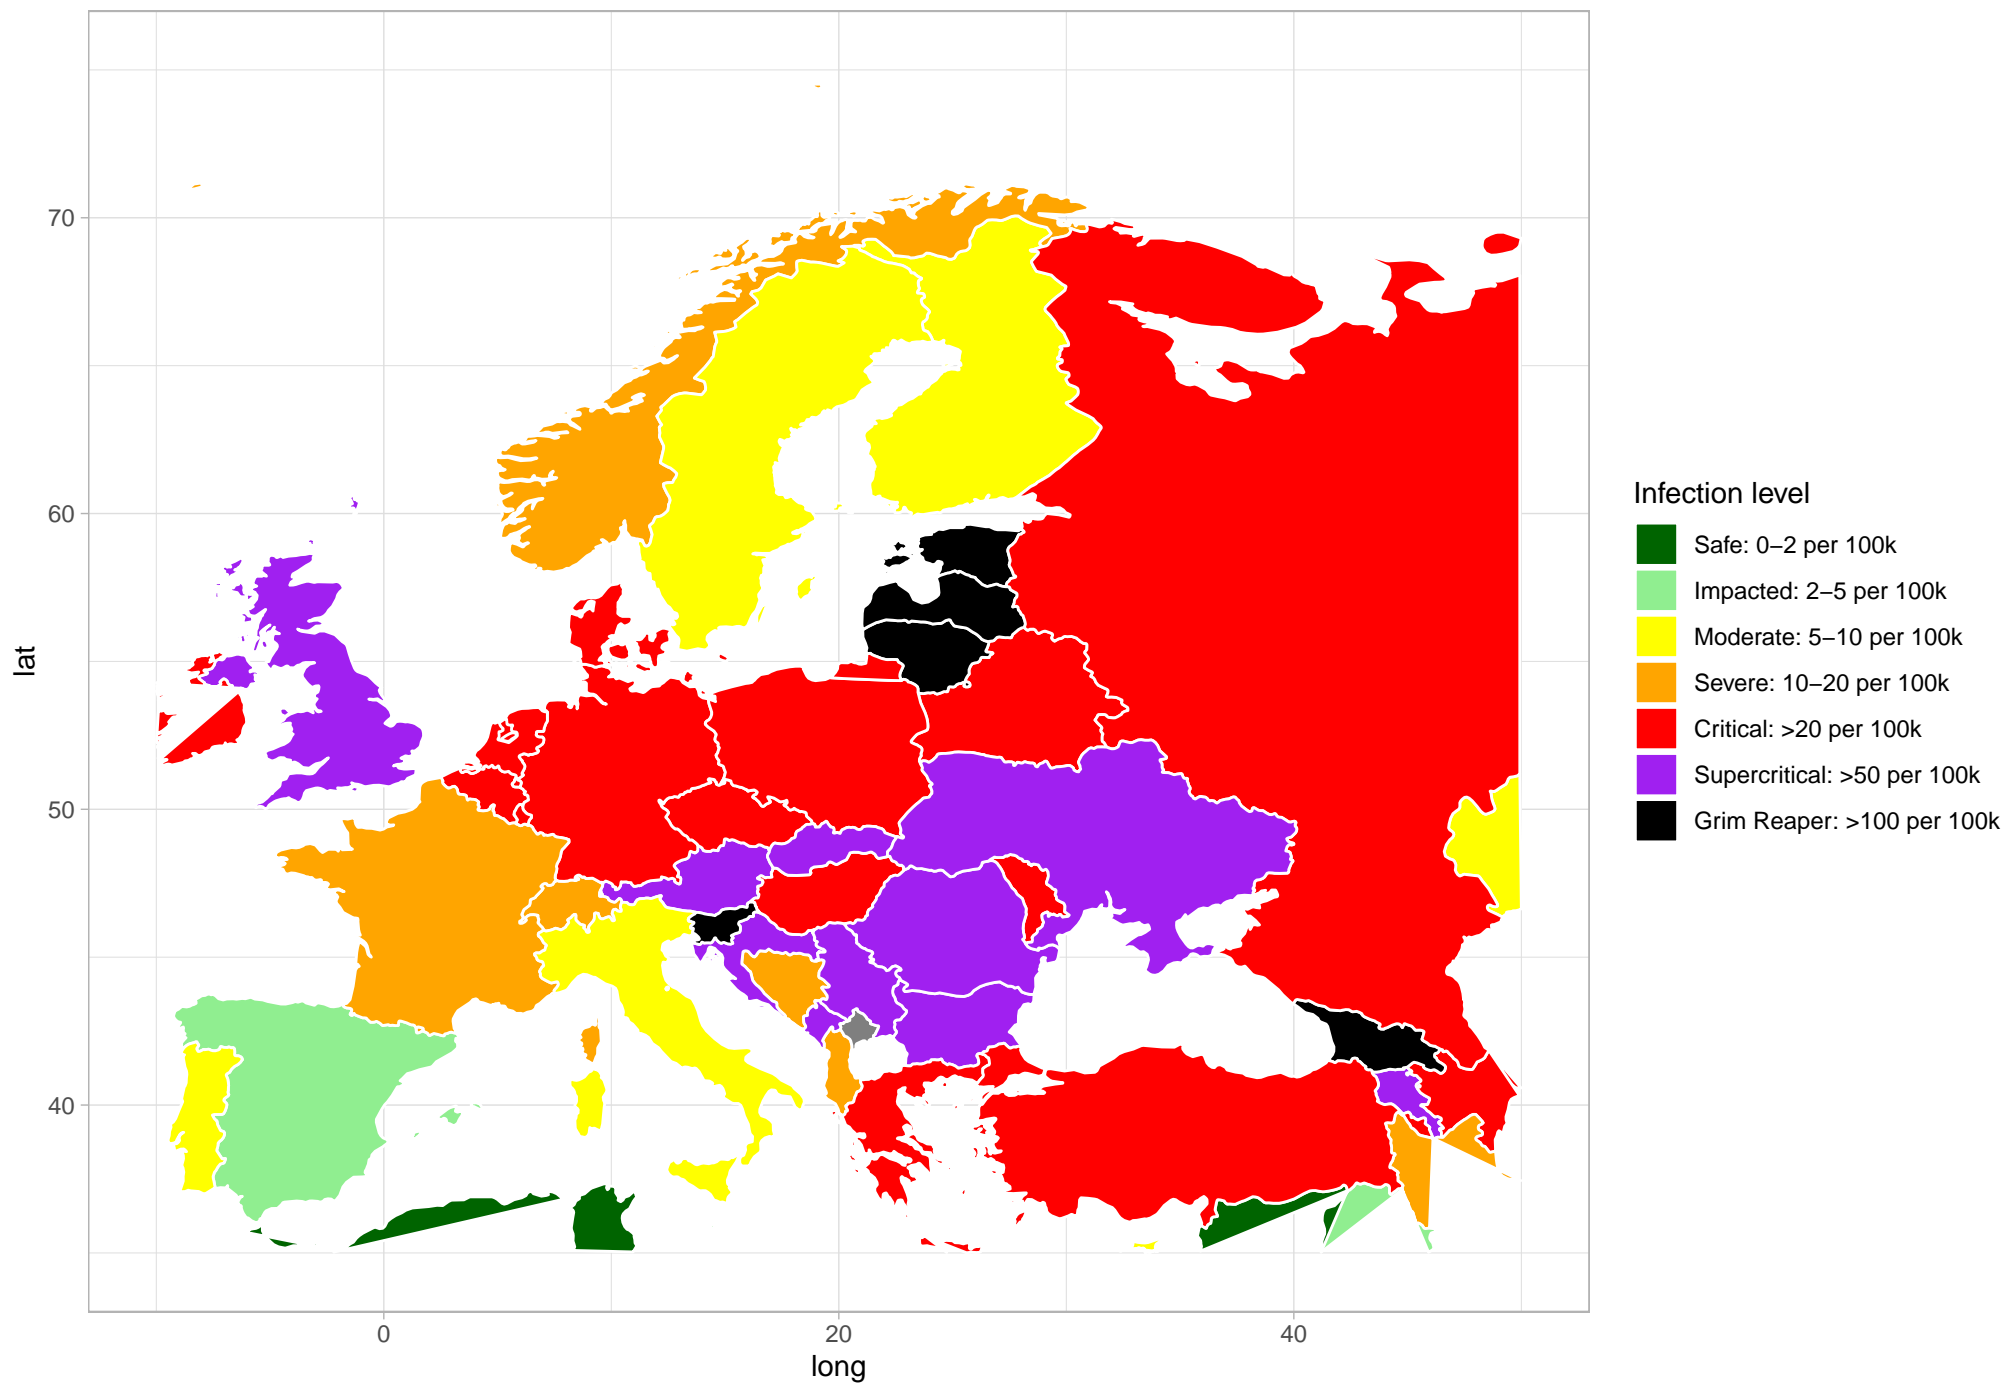 70
60
50
40
lat
0
20
40
long
Infection level
Safe: 0–2 per 100k
Impacted: 2–5 per 100k
Moderate: 5–10 per 100k
Severe: 10–20 per 100k
Critical: >20 per 100k
Supercritical: >50 per 100k
Grim Reaper: >100 per 100k